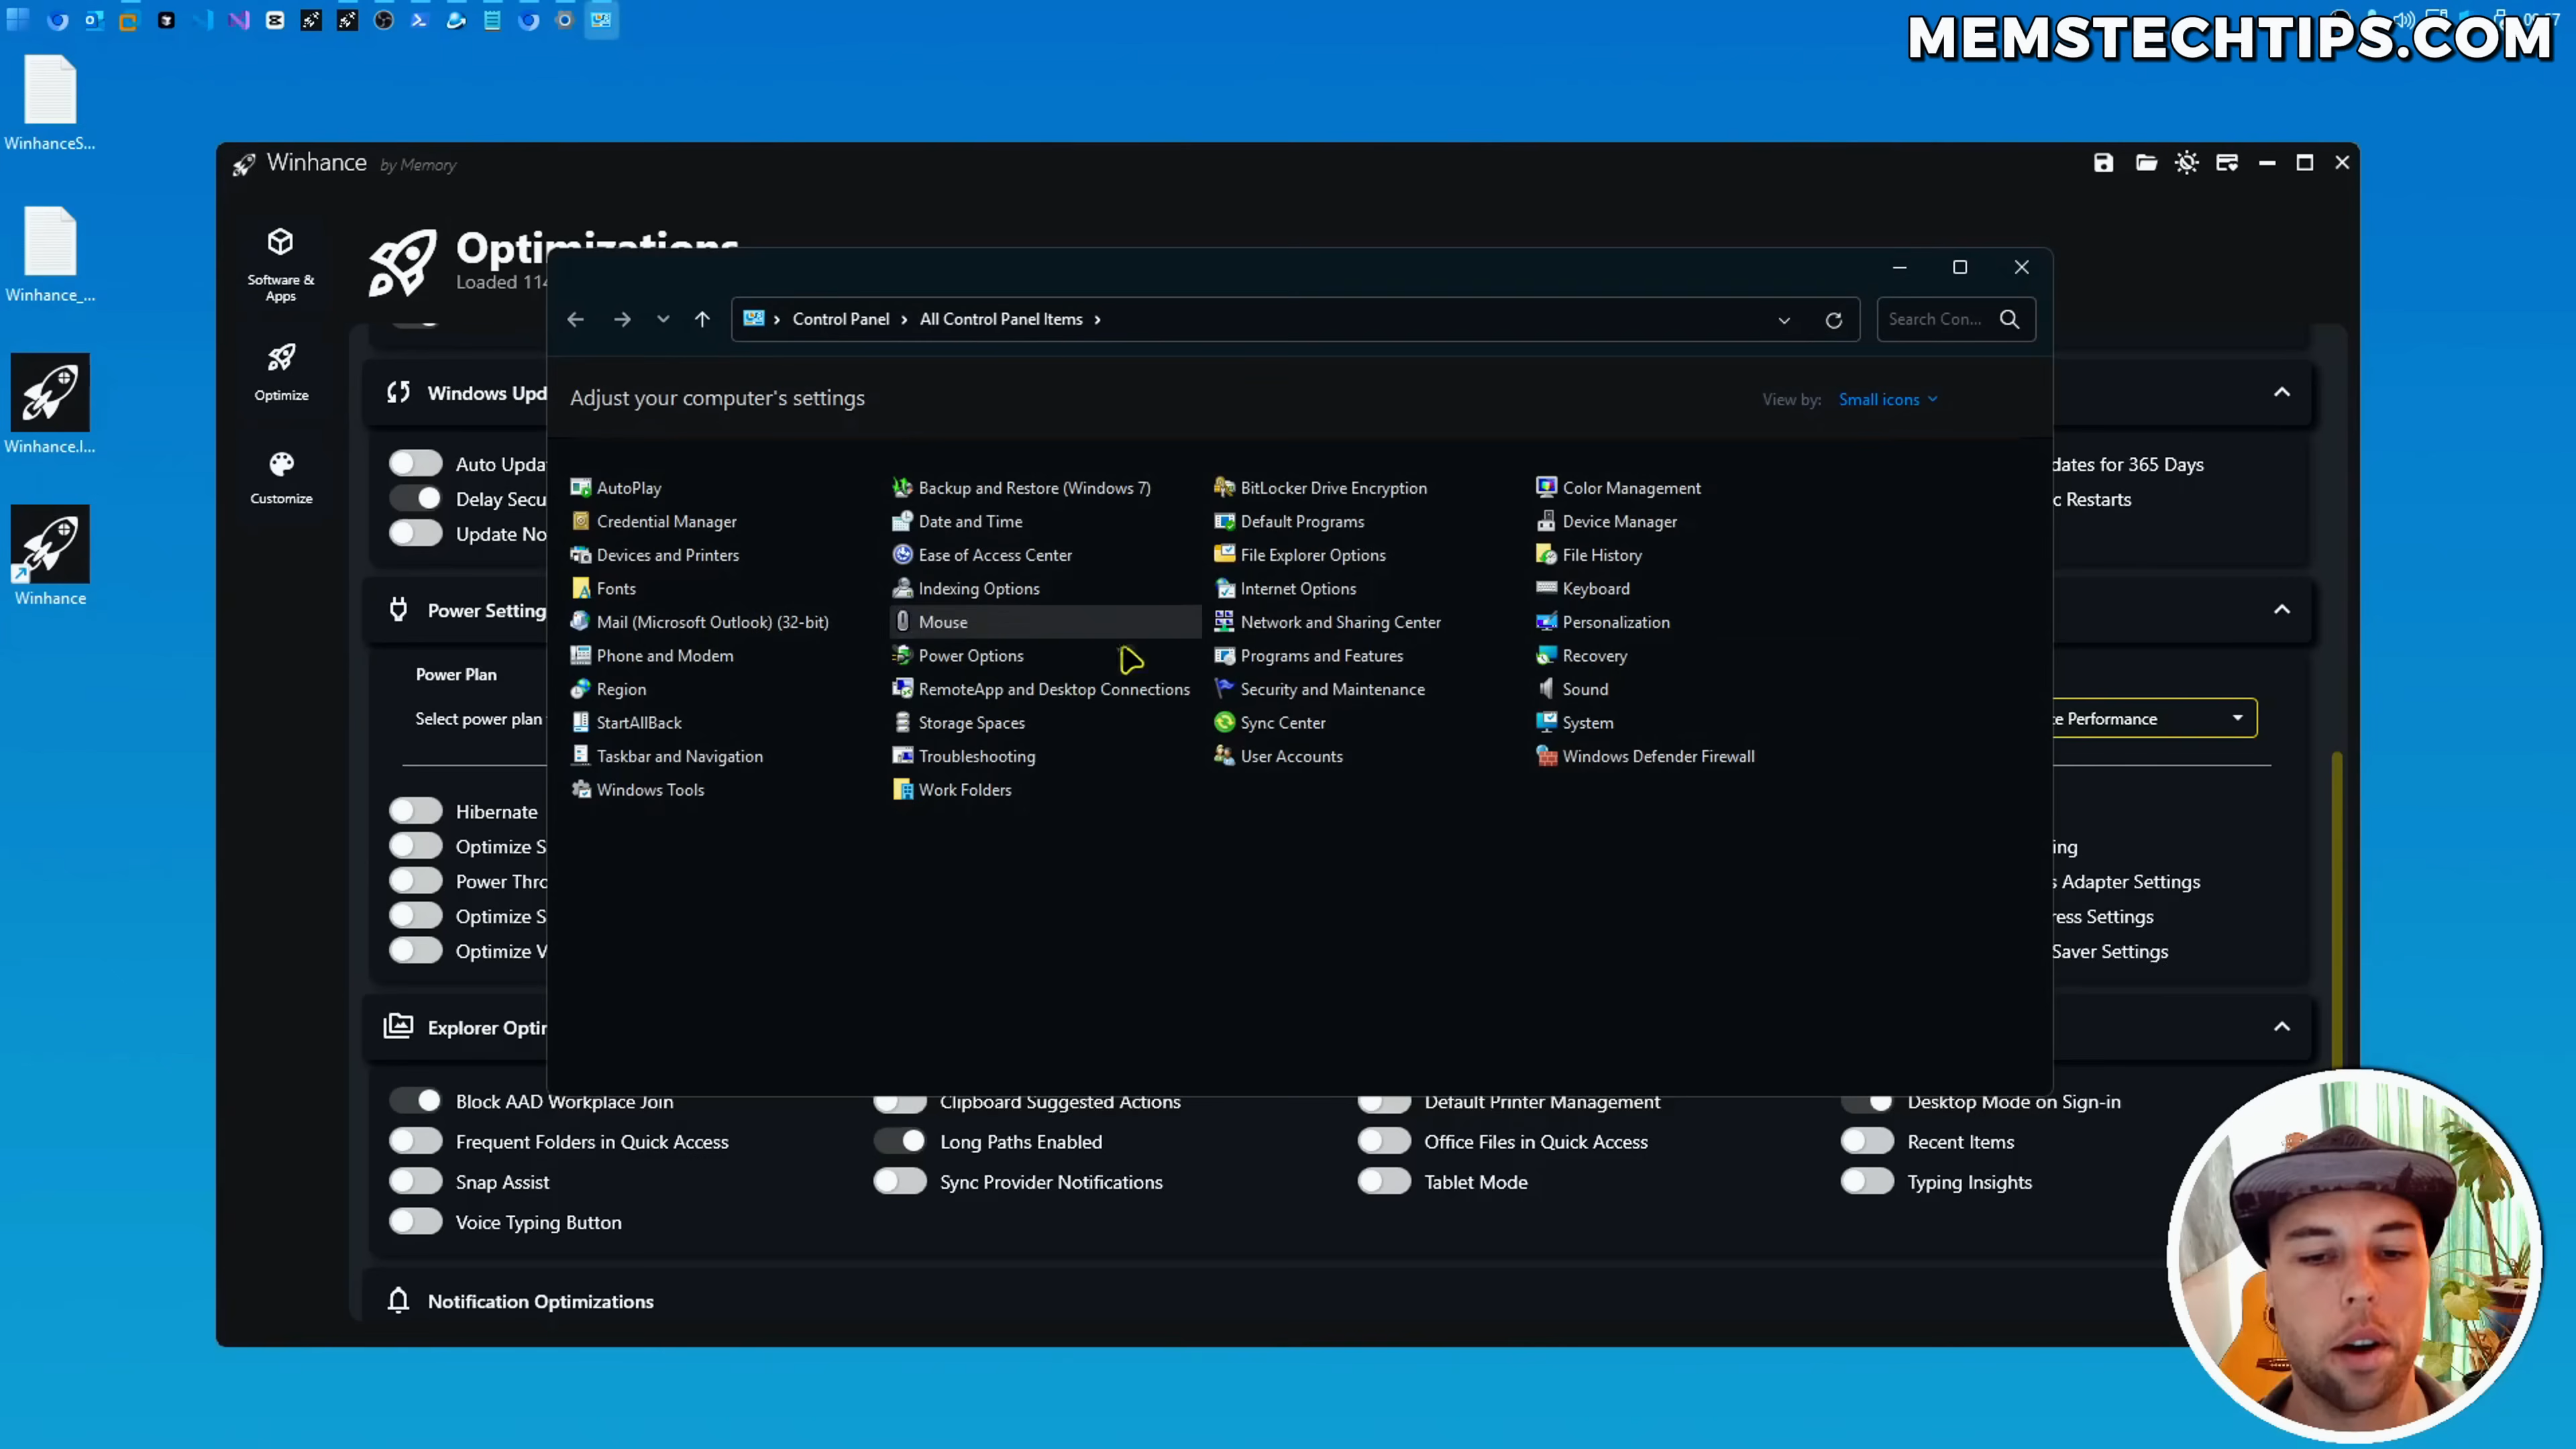 MEMSTECHTIPS.COM
WinhanceS...
Winhance_...
Winhance.l...
Winhance
Winhance by Memory
Software &
Apps
Optimize
Customize
Optimizations
Loaded 114
Control Panel › All Control Panel Items ›
Search Con...
Adjust your computer's settings
View by: Small icons
AutoPlay
Backup and Restore (Windows 7)
BitLocker Drive Encryption
Color Management
Credential Manager
Date and Time
Default Programs
Device Manager
Devices and Printers
Ease of Access Center
File Explorer Options
File History
Fonts
Indexing Options
Internet Options
Keyboard
Mail (Microsoft Outlook) (32-bit)
Mouse
Network and Sharing Center
Personalization
Phone and Modem
Power Options
Programs and Features
Recovery
Region
RemoteApp and Desktop Connections
Security and Maintenance
Sound
StartAllBack
Storage Spaces
Sync Center
System
Taskbar and Navigation
Troubleshooting
User Accounts
Windows Defender Firewall
Windows Tools
Work Folders
Windows Upd
Auto Upda
dates for 365 Days
Delay Secu
c Restarts
Update No
Power Setting
Power Plan
Select power plan
e Performance
Hibernate
Optimize S
ing
Power Thro
s Adapter Settings
Optimize S
ress Settings
Optimize V
Saver Settings
Explorer Opti
Block AAD Workplace Join
Clipboard Suggested Actions
Default Printer Management
Desktop Mode on Sign-in
Frequent Folders in Quick Access
Long Paths Enabled
Office Files in Quick Access
Recent Items
Snap Assist
Sync Provider Notifications
Tablet Mode
Typing Insights
Voice Typing Button
Notification Optimizations